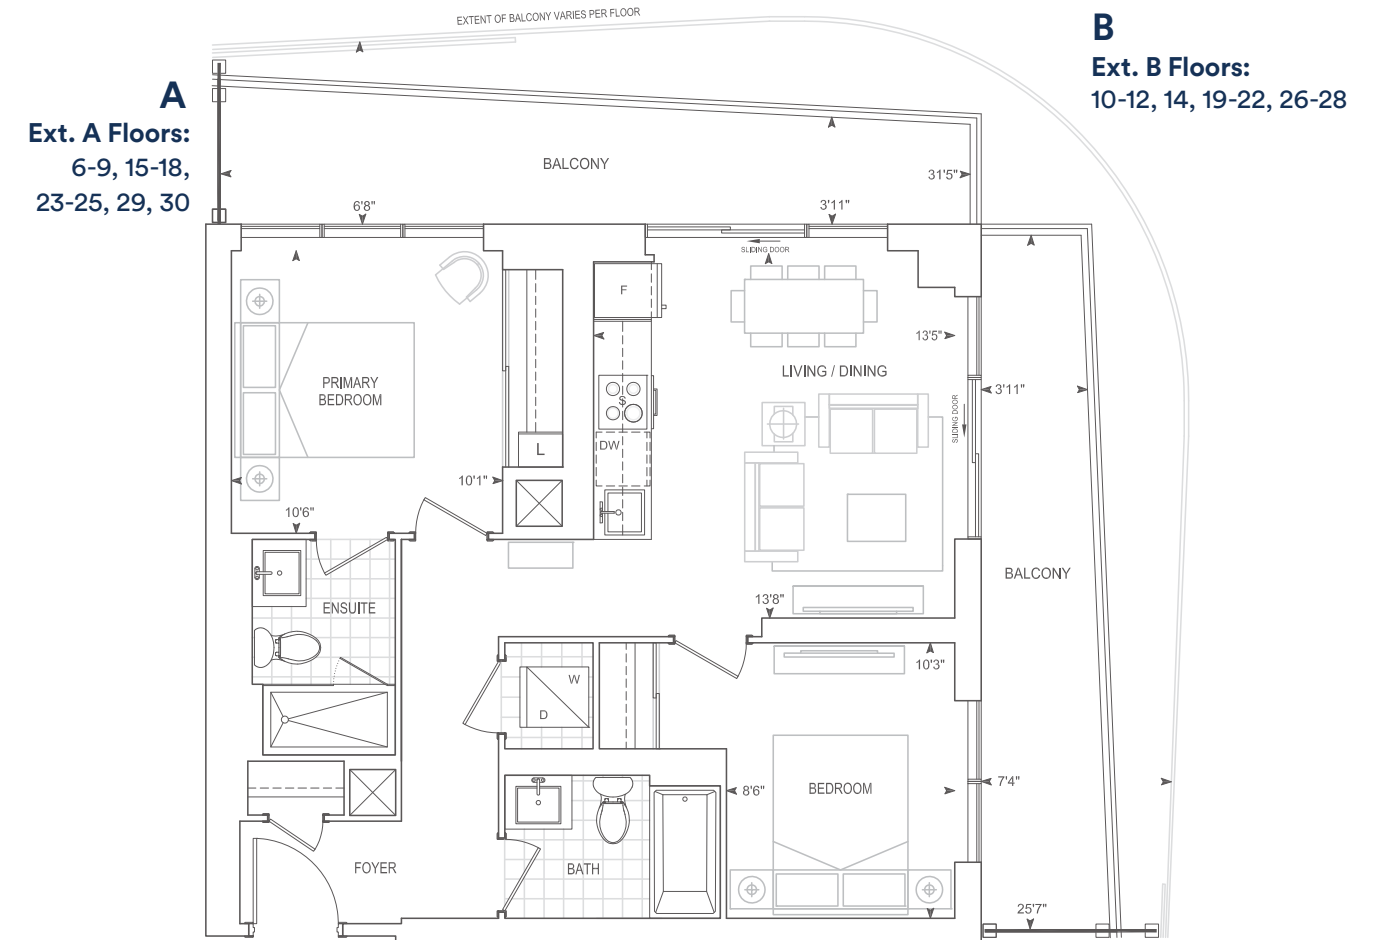 EXTENT OF BALCONY VARIES PER FLOOR
B
Ext. B Floors:
10-12, 14, 19-22, 26-28
A
Ext. A Floors:
6-9, 15-18,
23-25, 29, 30
BALCONY
31'5"
6'8"
3'11"
SLIDING DOOR
F
13'5"
LIVING / DINING
PRIMARY
BEDROOM
3'11"
SLIDING DOOR
S
DW
L
10'1"
10'6"
BALCONY
ENSUITE
13'8"
10'3"
W
D
7'4"
8'6"
BEDROOM
FOYER
BATH
25'7"